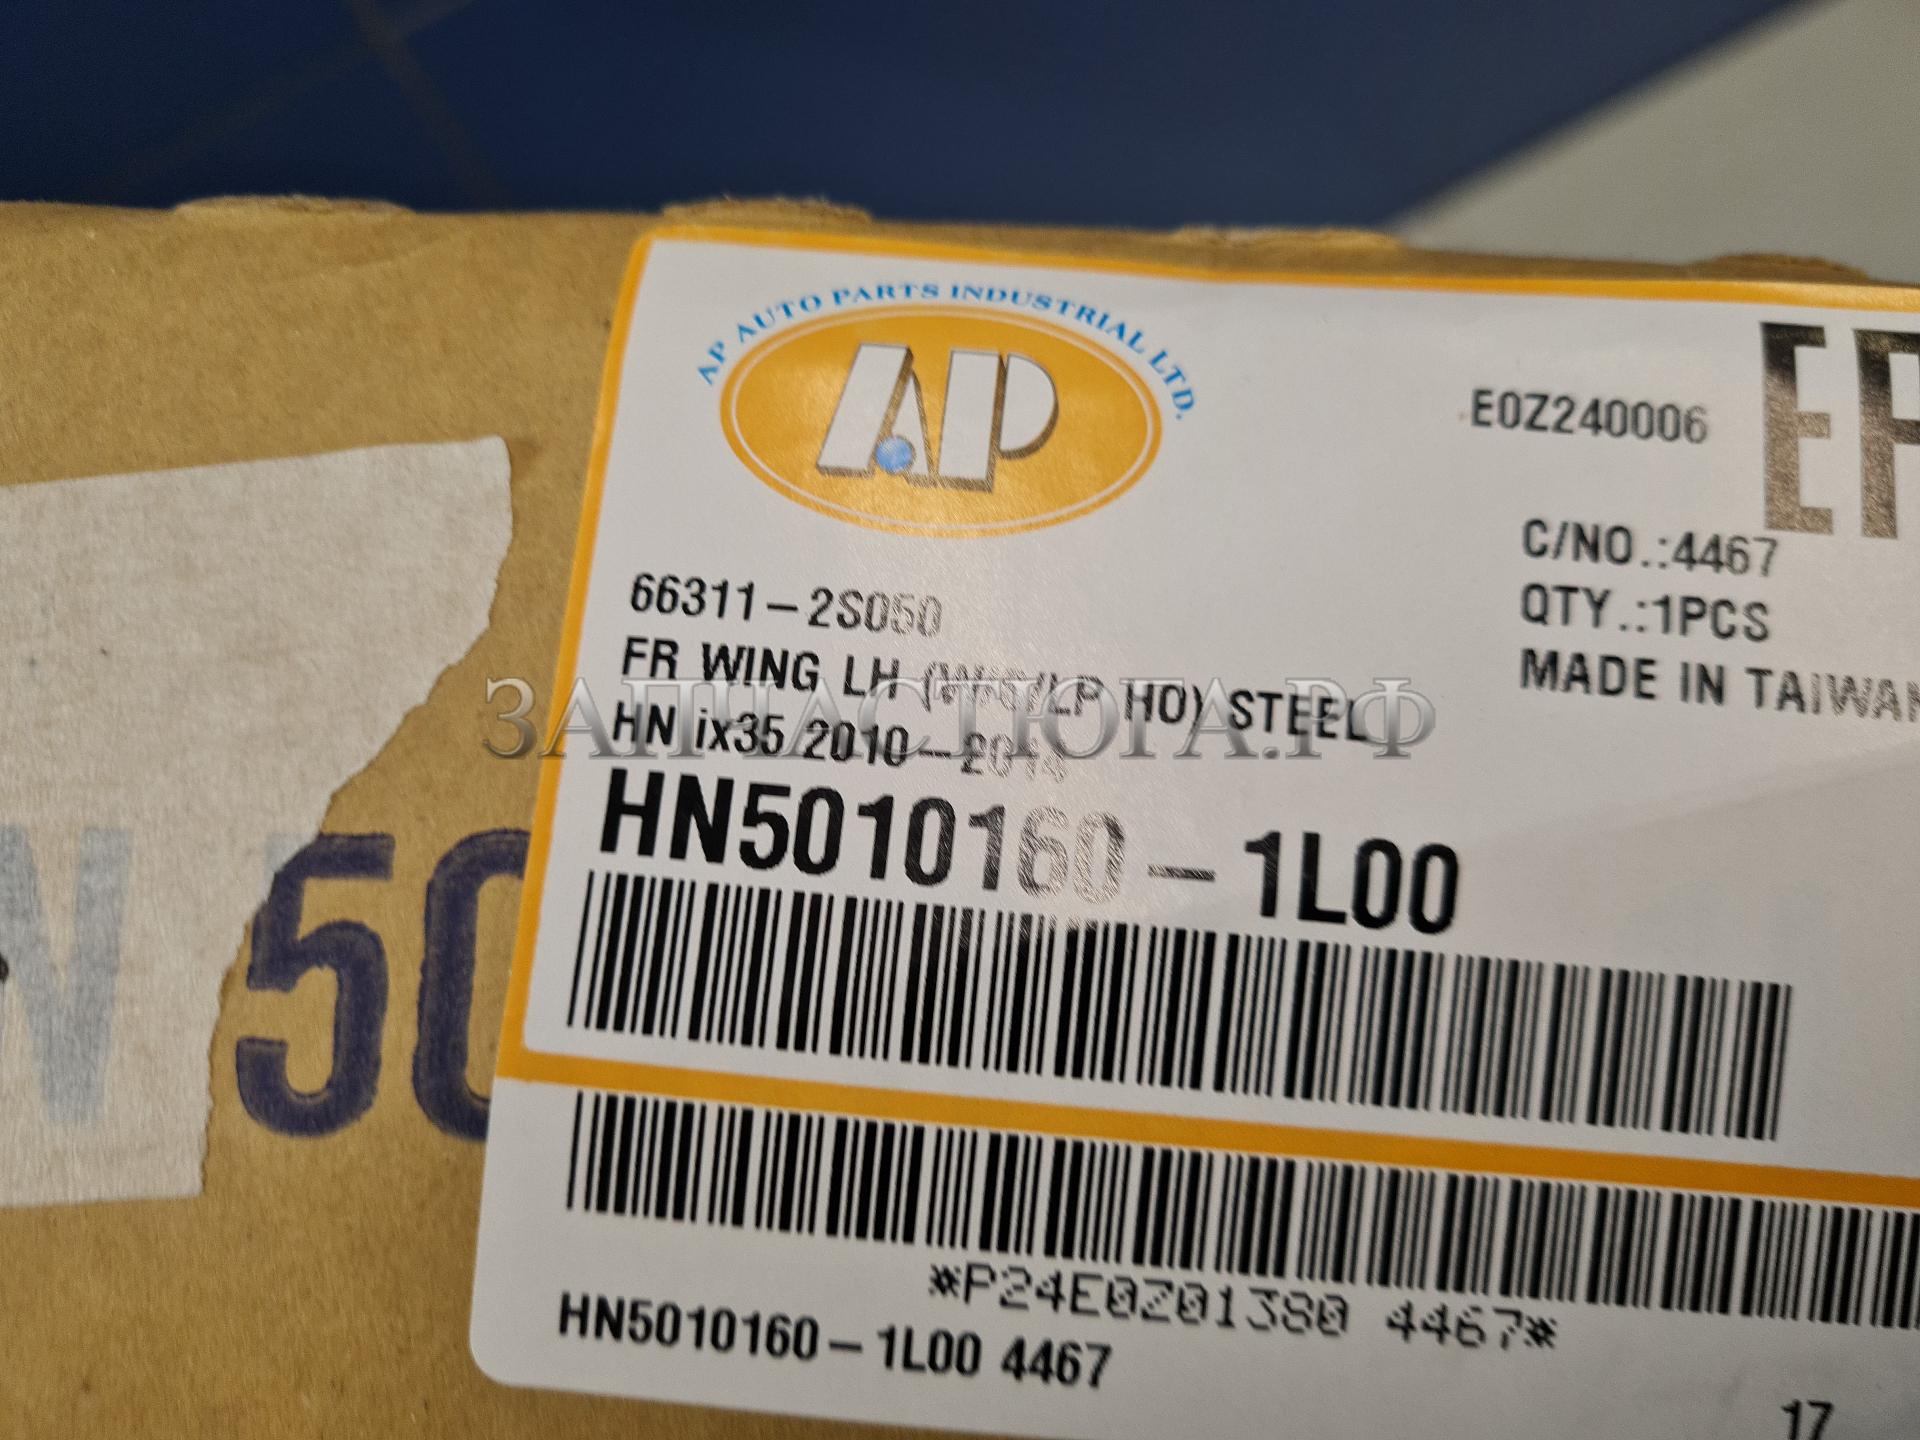 AP AUTO PARTS INDUSTRIAL LTD.
AP
E0Z240006
C/NO.:4467
QTY.:1PCS
MADE IN TAIWAN
66311-2S050
FR WING LH HO) STEEL
HN ix35 2010-
ЗАПЧАСТЮГА.РФ
HN5010160-1L00
50
*P24E0Z01380 4467*
HN5010160-1L00 4467
17